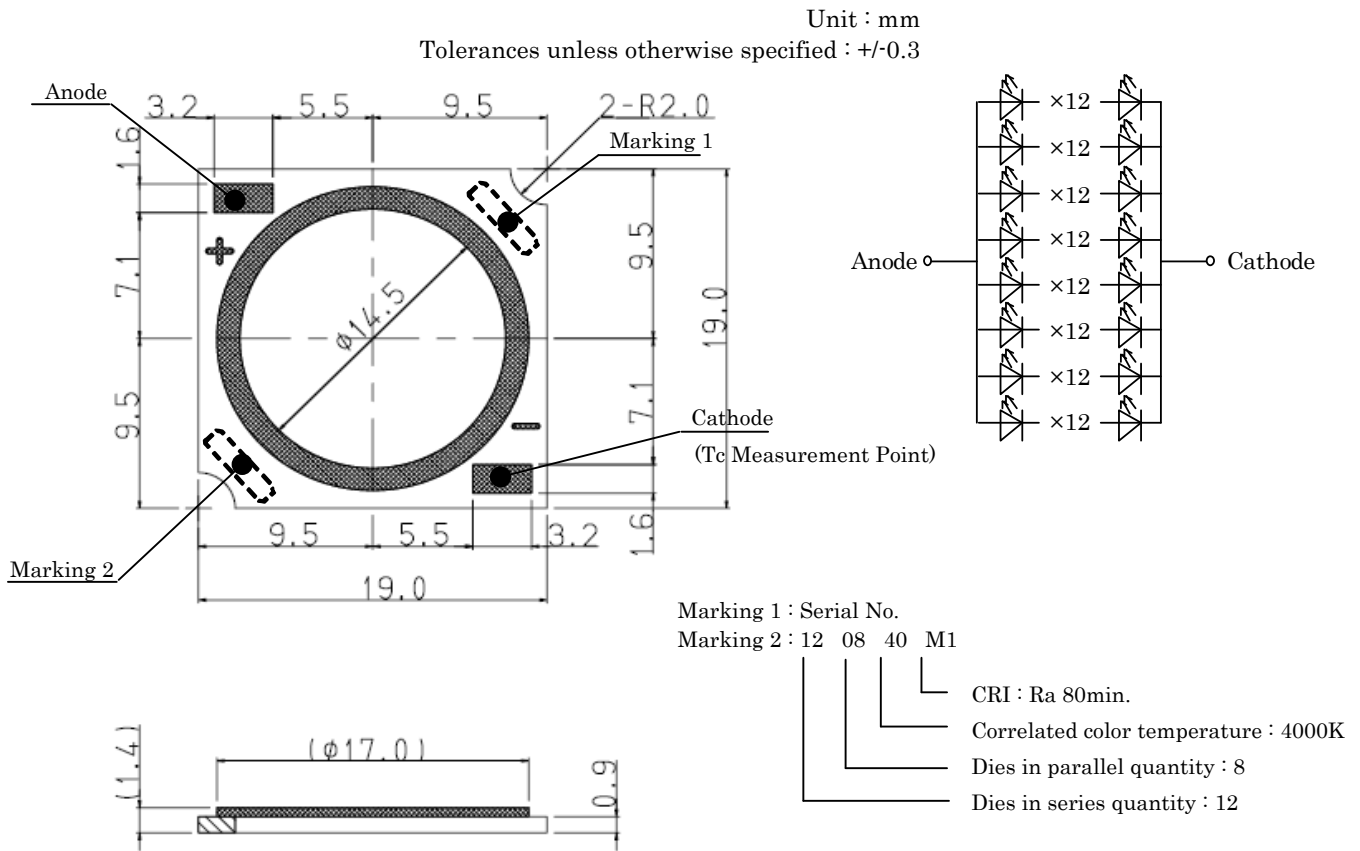 Unit : mm
Tolerances unless otherwise specified : +/-0.3
Anode
3.2
5.5
9.5
2-R2.0
Marking 1
1.6
7.1
9.5
+
ø14.5
9.5
19.0
7.1
1.6
-
Cathode
(Tc Measurement Point)
9.5
5.5
3.2
19.0
Marking 2
×12
×12
×12
×12
×12
×12
×12
×12
Anode
Cathode
Marking 1 : Serial No.
Marking 2 : 12 08 40 M1
CRI : Ra 80min.
Correlated color temperature : 4000K
Dies in parallel quantity : 8
Dies in series quantity : 12
(ø17.0)
(1.4)
0.9